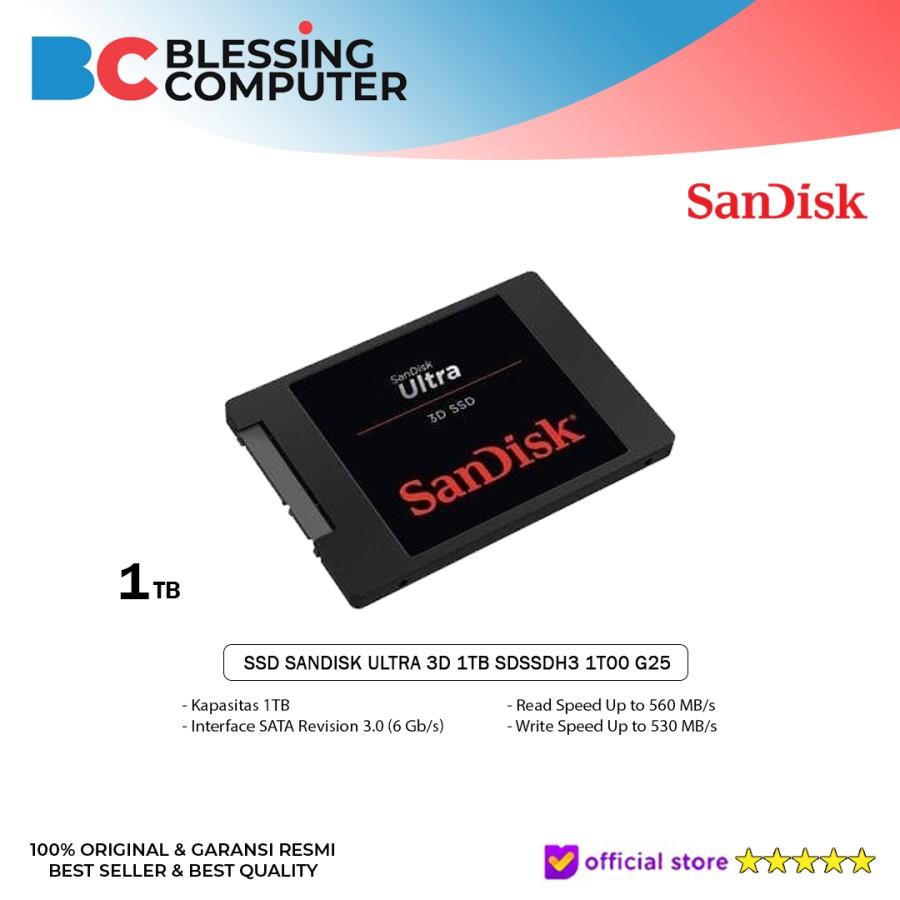 BC BLESSING
COMPUTER
SanDisk
SanDisk
Ultra
3D SSD
SanDisk®
1 TB
SSD SANDISK ULTRA 3D 1TB SDSSDH3 1T00 G25
- Kapasitas 1TB
- Interface SATA Revision 3.0 (6 Gb/s)
- Read Speed Up to 560 MB/s
- Write Speed Up to 530 MB/s
100% ORIGINAL & GARANSI RESMI
BEST SELLER & BEST QUALITY
official store